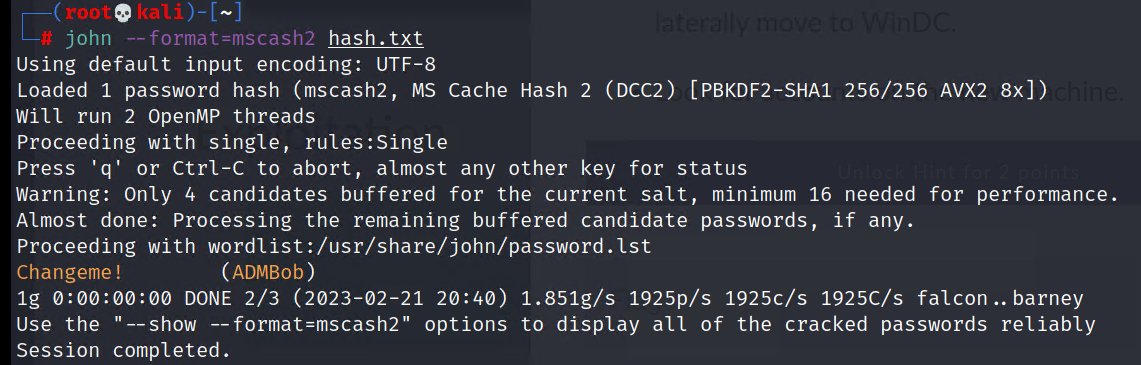 (root💀kali)-[~]
# john --format=mscash2 hash.txt
Using default input encoding: UTF-8
Loaded 1 password hash (mscash2, MS Cache Hash 2 (DCC2) [PBKDF2-SHA1 256/256 AVX2 8x])
Will run 2 OpenMP threads
Proceeding with single, rules:Single
Press 'q' or Ctrl-C to abort, almost any other key for status
Warning: Only 4 candidates buffered for the current salt, minimum 16 needed for performance.
Almost done: Processing the remaining buffered candidate passwords, if any.
Proceeding with wordlist:/usr/share/john/password.lst
Changeme!        (ADMBob)
1g 0:00:00:00 DONE 2/3 (2023-02-21 20:40) 1.851g/s 1925p/s 1925c/s 1925C/s falcon..barney
Use the "--show --format=mscash2" options to display all of the cracked passwords reliably
Session completed.
laterally move to WinDC.
machine.
Exploitation
Unlock Hint for 2 points